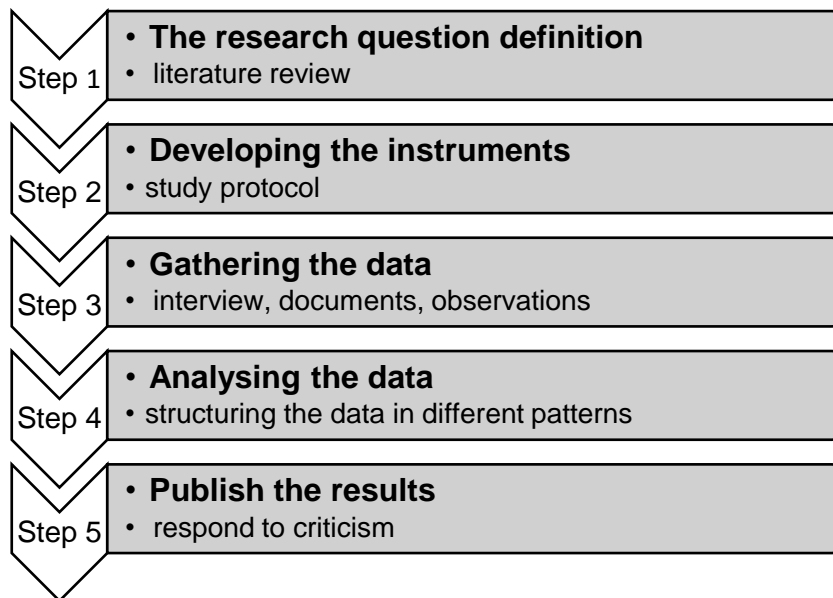 Step 1
• The research question definition
• literature review
Step 2
• Developing the instruments
• study protocol
Step 3
• Gathering the data
• interview, documents, observations
Step 4
• Analysing the data
• structuring the data in different patterns
Step 5
• Publish the results
• respond to criticism